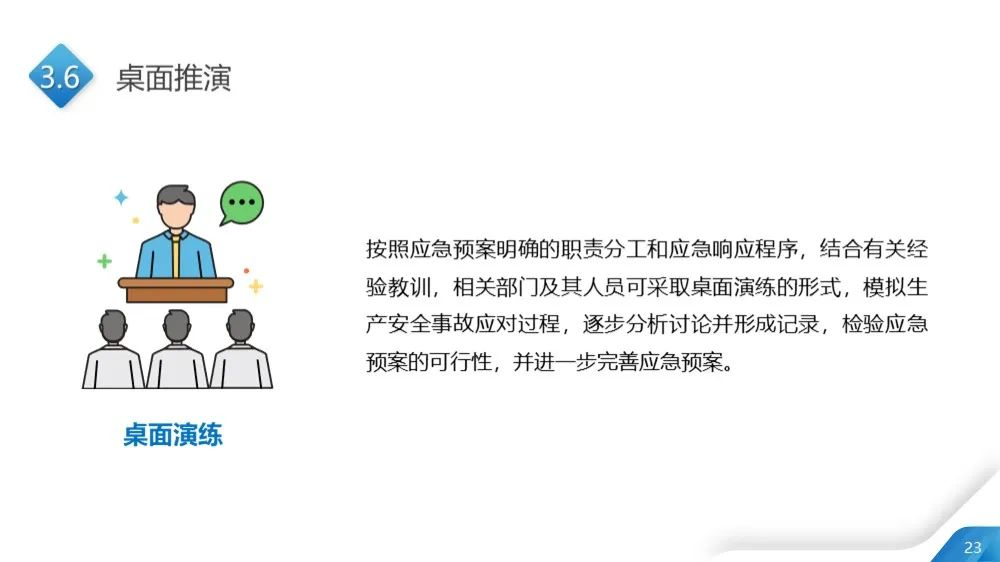 3.6 桌面推演
按照应急预案明确的职责分工和应急响应程序，结合有关经
验教训，相关部门及其人员可采取桌面演练的形式，模拟生
产安全事故应对过程，逐步分析讨论并形成记录，检验应急
预案的可行性，并进一步完善应急预案。
桌面演练
23